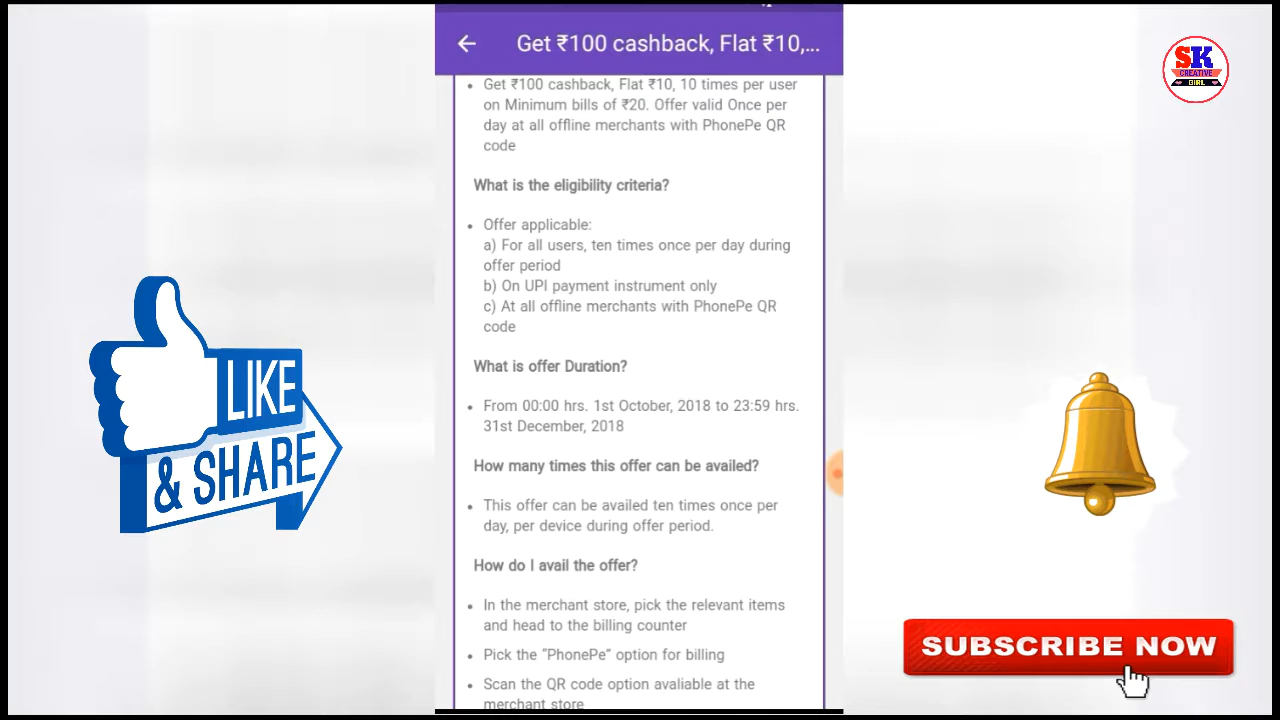 Get ₹100 cashback, Flat ₹10,...
SK
CREATIVE
GIRL
Get ₹100 cashback, Flat ₹10, 10 times per user
on Minimum bills of ₹20. Offer valid Once per
day at all offline merchants with PhonePe QR
code
What is the eligibility criteria?
Offer applicable:
a) For all users, ten times once per day during
offer period
b) On UPI payment instrument only
c) At all offline merchants with PhonePe QR
code
What is offer Duration?
From 00:00 hrs. 1st October, 2018 to 23:59 hrs.
31st December, 2018
How many times this offer can be availed?
This offer can be availed ten times once per
day, per device during offer period.
How do I avail the offer?
In the merchant store, pick the relevant items
and head to the billing counter
Pick the “PhonePe” option for billing
Scan the QR code option avaliable at the
merchant store
LIKE
& SHARE
SUBSCRIBE NOW